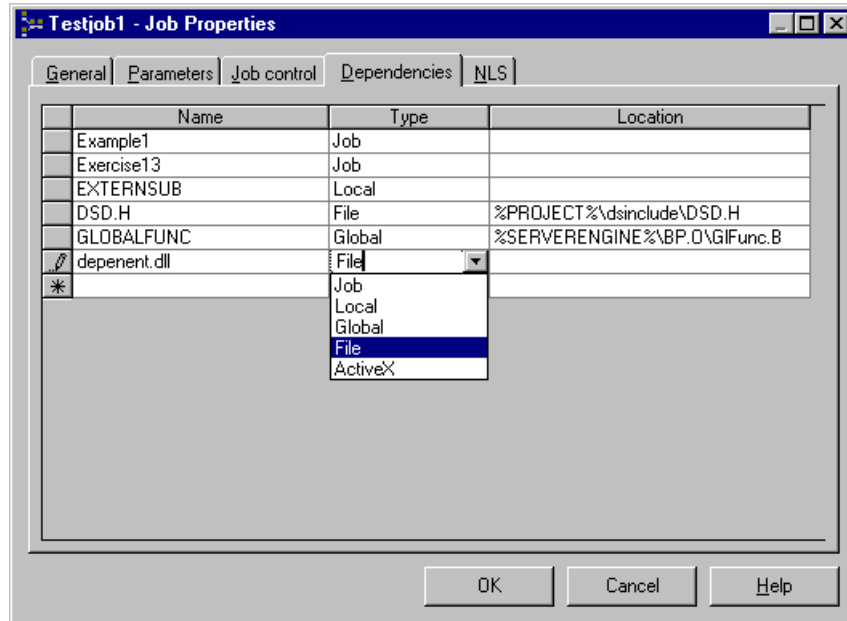 Testjob1 - Job Properties
General Parameters Job control Dependencies NLS
Name Type Location
Example1 Job
Exercise13 Job
EXTERNSUB Local
DSD.H File %PROJECT%\dsinclude\DSD.H
GLOBALFUNC Global %SERVERENGINE%\BP.O\GlFunc.B
depenent.dll File
Job
Local
Global
File
ActiveX
OK Cancel Help